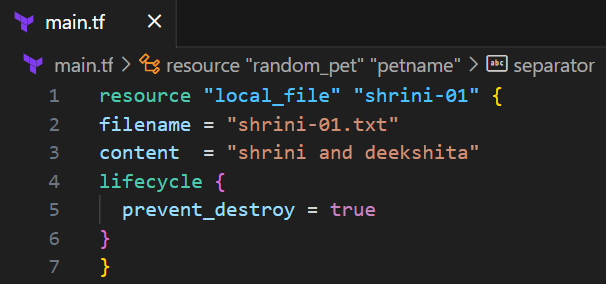 main.tf
main.tf > resource "random_pet" "petname" > abc separator
1 resource "local_file" "shrini-01" {
2 filename = "shrini-01.txt"
3 content  = "shrini and deekshita"
4 lifecycle {
5   prevent_destroy = true
6 }
7 }